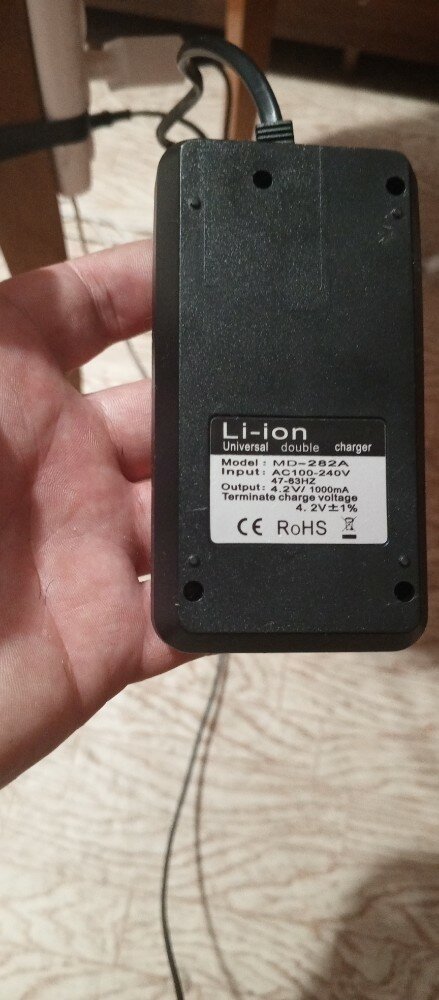 Li-ion
Universal double charger
Model : MD-282A
Input : AC100-240V
47-63HZ
Output: 4.2V/ 1000mA
Terminate charge voltage
4. 2V±1%
CE RoHS